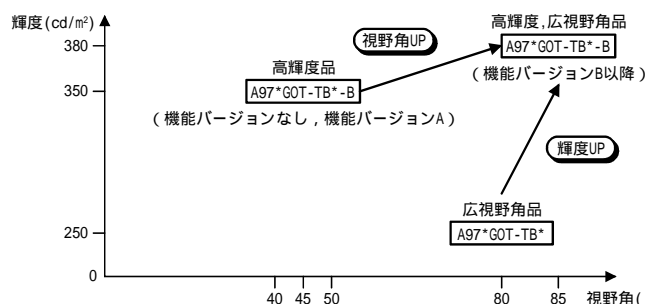 輝度(cd/m²)
高輝度,広視野角品
380
視野角UP
A97*GOT-TB*-B
高輝度品
(機能バージョンB以降)
350
A97*GOT-TB*-B
(機能バージョンなし,機能バージョンA)
輝度UP
広視野角品
250
A97*GOT-TB*
0
40 45 50 80 85 視野角(